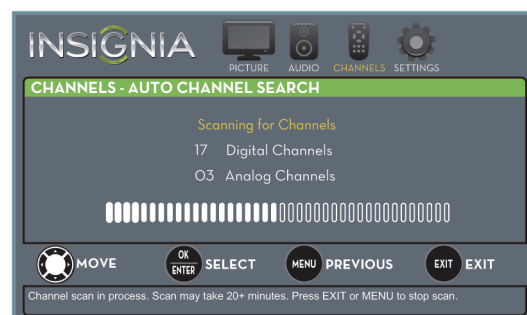 INSIGNIA
PICTURE AUDIO CHANNELS SETTINGS
CHANNELS - AUTO CHANNEL SEARCH
Scanning for Channels
17 Digital Channels
03 Analog Channels
MOVE OK ENTER SELECT MENU PREVIOUS EXIT EXIT
Channel scan in process. Scan may take 20+ minutes. Press EXIT or MENU to stop scan.